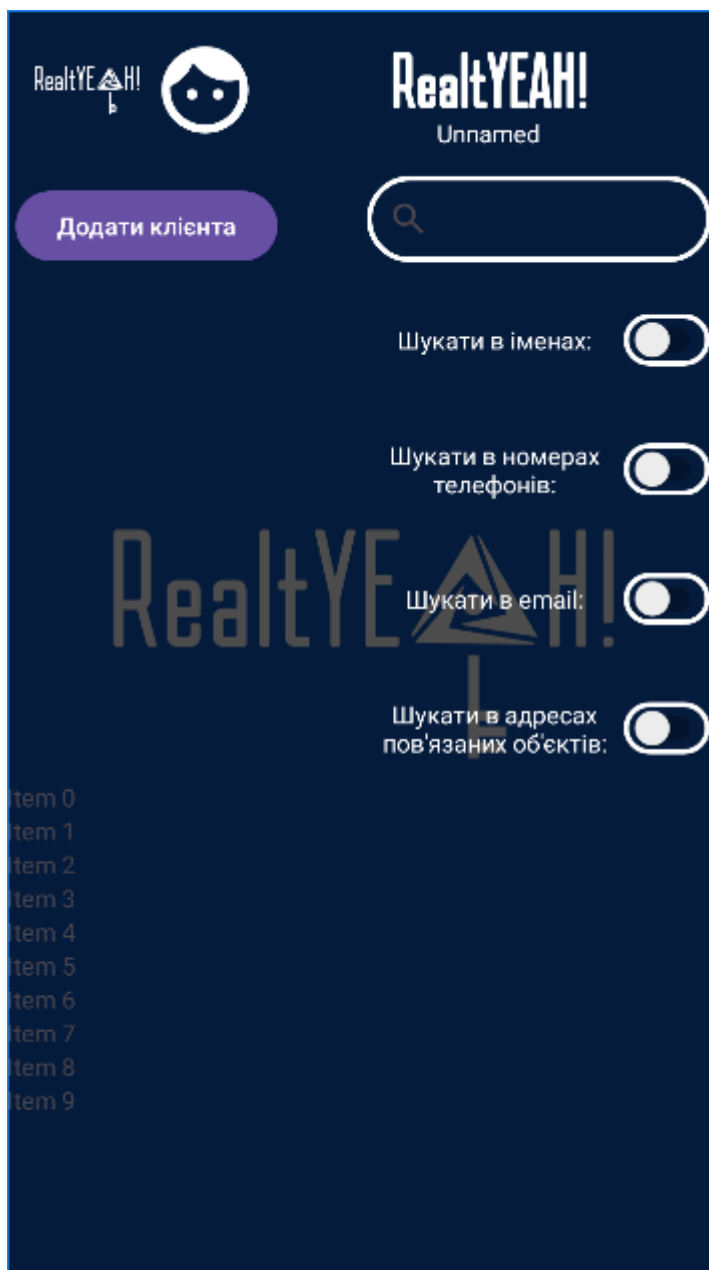 RealtYEAH!
RealtYEAH!
Unnamed
Додати клієнта
Шукати в іменах:
Шукати в номерах
телефонів:
RealtYEAH!
Шукати в email:
Шукати в адресах
пов'язаних об'єктів:
Item 0
Item 1
Item 2
Item 3
Item 4
Item 5
Item 6
Item 7
Item 8
Item 9